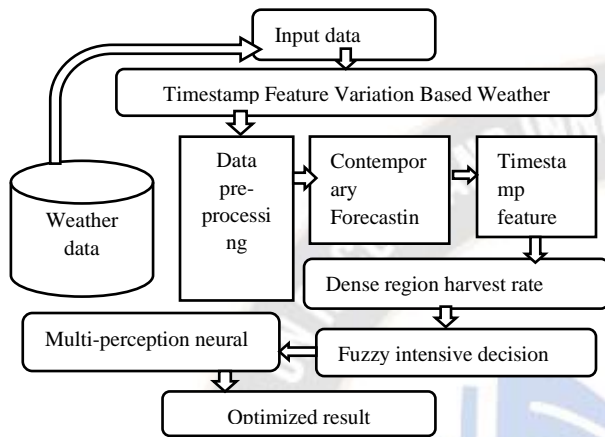 Input data
Timestamp Feature Variation Based Weather
Data
pre-
processi
ng
Contempor
ary
Forecastin
Timesta
mp
feature
Weather
data
Dense region harvest rate
Multi-perception neural
Fuzzy intensive decision
Optimized result